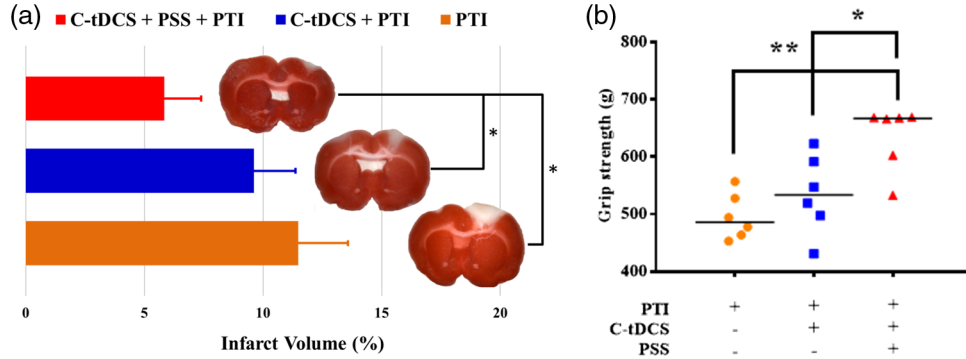 (a) C-tDCS + PSS + PTI C-tDCS + PTI PTI
*
*
0 5 10 15 20
Infarct Volume (%)
(b)
*
**
800
700
600
500
400
Grip strength (g)
PTI + + +
C-tDCS - + +
PSS - - +